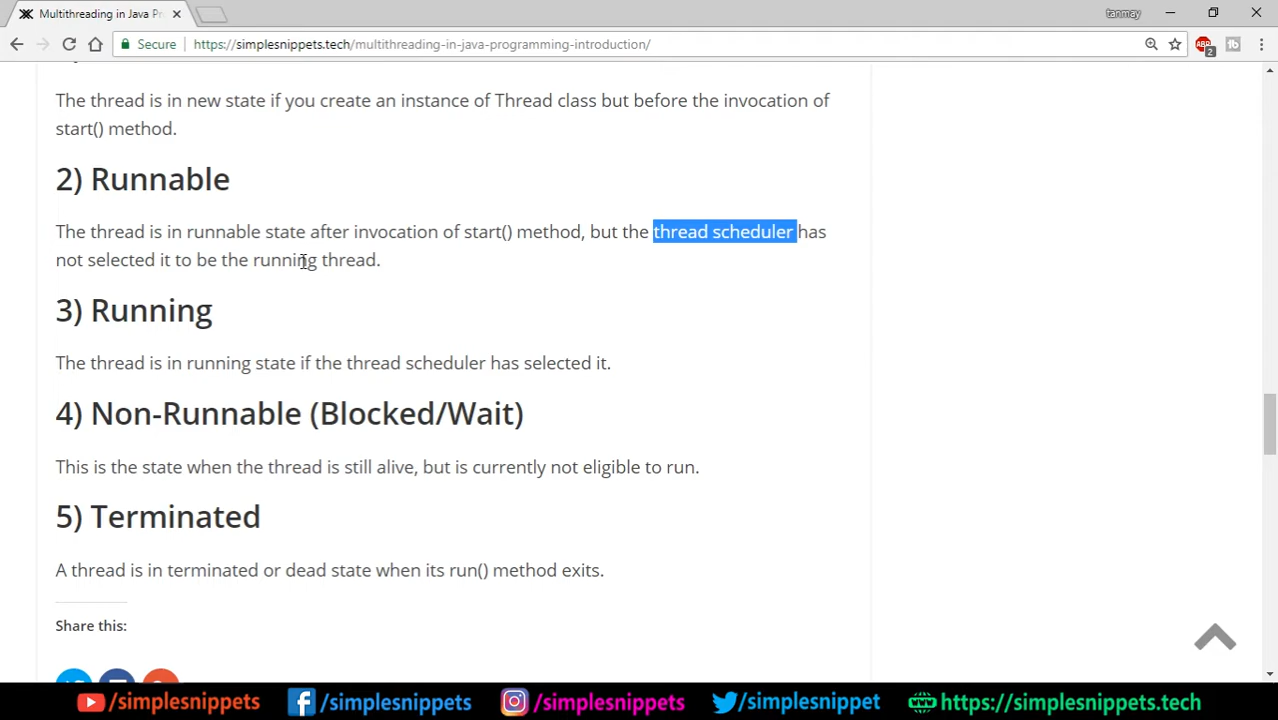 Multithreading in Java Pr
tanmay
Secure
https://simplesnippets.tech/multithreading-in-java-programming-introduction/
ABP
2
tb
The thread is in new state if you create an instance of Thread class but before the invocation of
start() method.
2) Runnable
The thread is in runnable state after invocation of start() method, but the thread scheduler has
not selected it to be the running thread.
3) Running
The thread is in running state if the thread scheduler has selected it.
4) Non-Runnable (Blocked/Wait)
This is the state when the thread is still alive, but is currently not eligible to run.
5) Terminated
A thread is in terminated or dead state when its run() method exits.
Share this:
/simplesnippets /simplesnippets /simplesnippets /simplesnippets https://simplesnippets.tech